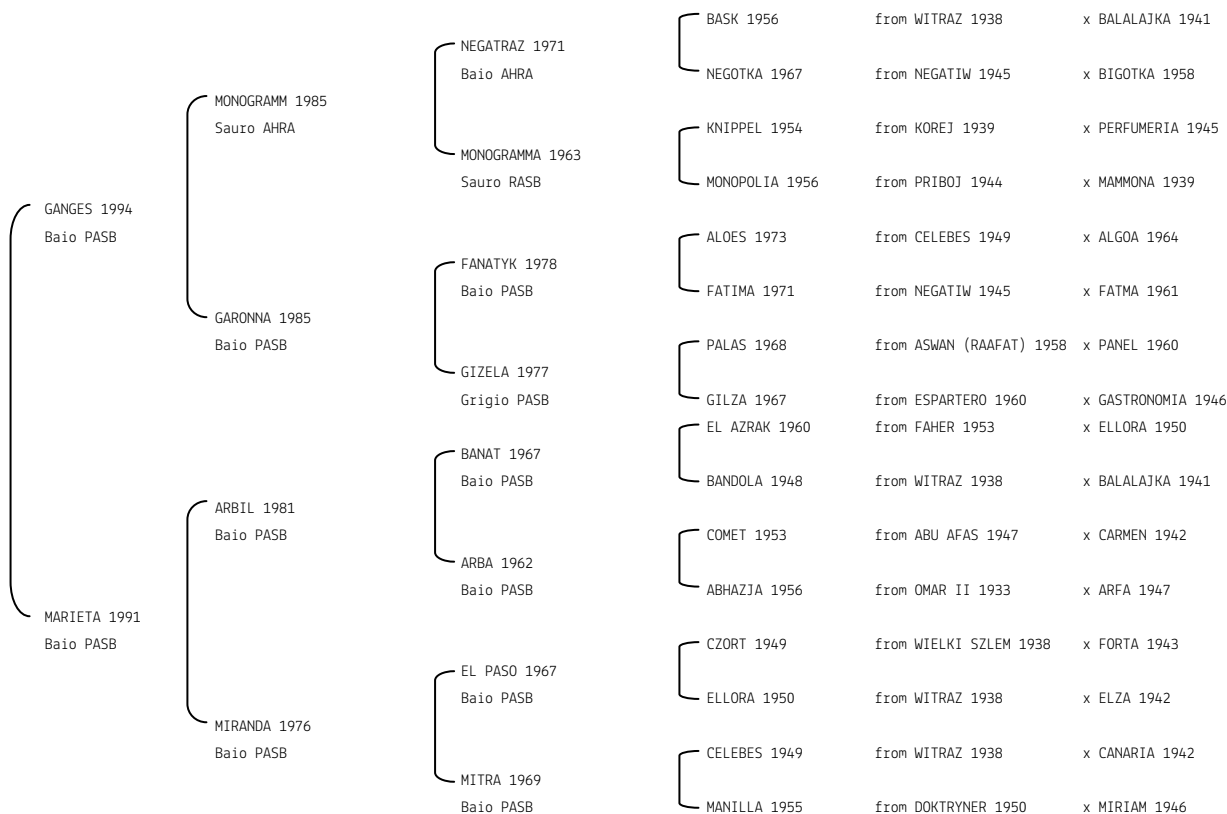 BASK 1956 from WITRAZ 1938 x BALALAJKA 1941
NEGATRAZ 1971
Baio AHRA
NEGOTKA 1967 from NEGATIW 1945 x BIGOTKA 1958
MONOGRAMM 1985
Sauro AHRA
KNIPPEL 1954 from KOREJ 1939 x PERFUMERIA 1945
MONOGRAMMA 1963
Sauro RASB
MONOPOLIA 1956 from PRIBOJ 1944 x MAMMONA 1939
GANGES 1994
Baio PASB
ALOES 1973 from CELEBES 1949 x ALGOA 1964
FANATYK 1978
Baio PASB
FATIMA 1971 from NEGATIW 1945 x FATMA 1961
GARONNA 1985
Baio PASB
PALAS 1968 from ASWAN (RAAFAT) 1958 x PANEL 1960
GIZELA 1977
Grigio PASB
GILZA 1967 from ESPARTERO 1960 x GASTRONOMIA 1946
EL AZRAK 1960 from FAHER 1953 x ELLORA 1950
BANAT 1967
Baio PASB
BANDOLA 1948 from WITRAZ 1938 x BALALAJKA 1941
ARBIL 1981
Baio PASB
COMET 1953 from ABU AFAS 1947 x CARMEN 1942
ARBA 1962
Baio PASB
ABHAZJA 1956 from OMAR II 1933 x ARFA 1947
MARIETA 1991
Baio PASB
CZORT 1949 from WIELKI SZLEM 1938 x FORTA 1943
EL PASO 1967
Baio PASB
ELLORA 1950 from WITRAZ 1938 x ELZA 1942
MIRANDA 1976
Baio PASB
CELEBES 1949 from WITRAZ 1938 x CANARIA 1942
MITRA 1969
Baio PASB
MANILLA 1955 from DOKTRYNER 1950 x MIRIAM 1946